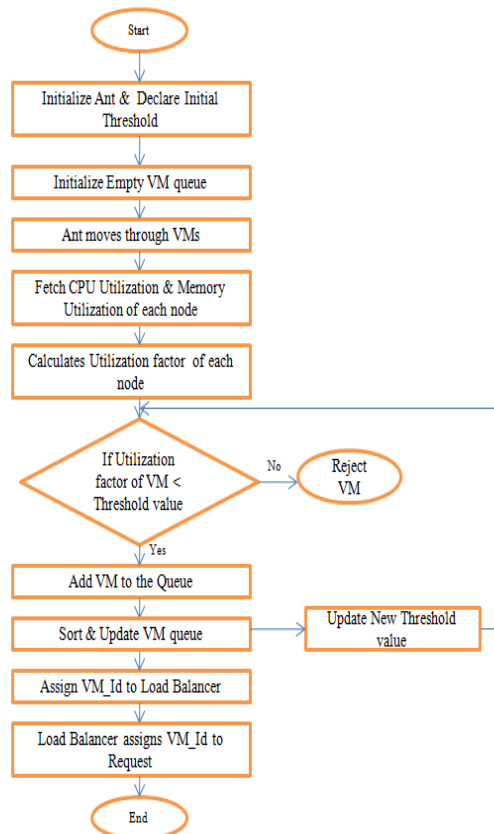 Start
Initialize Ant & Declare Initial
Threshold
Initialize Empty VM queue
Ant moves through VMs
Fetch CPU Utilization & Memory
Utilization of each node
Calculates Utilization factor of each
node
If Utilization
factor of VM <
Threshold value
No
Reject
VM
Yes
Add VM to the Queue
Sort & Update VM queue
Update New Threshold
value
Assign VM_Id to Load Balancer
Load Balancer assigns VM_Id to
Request
End